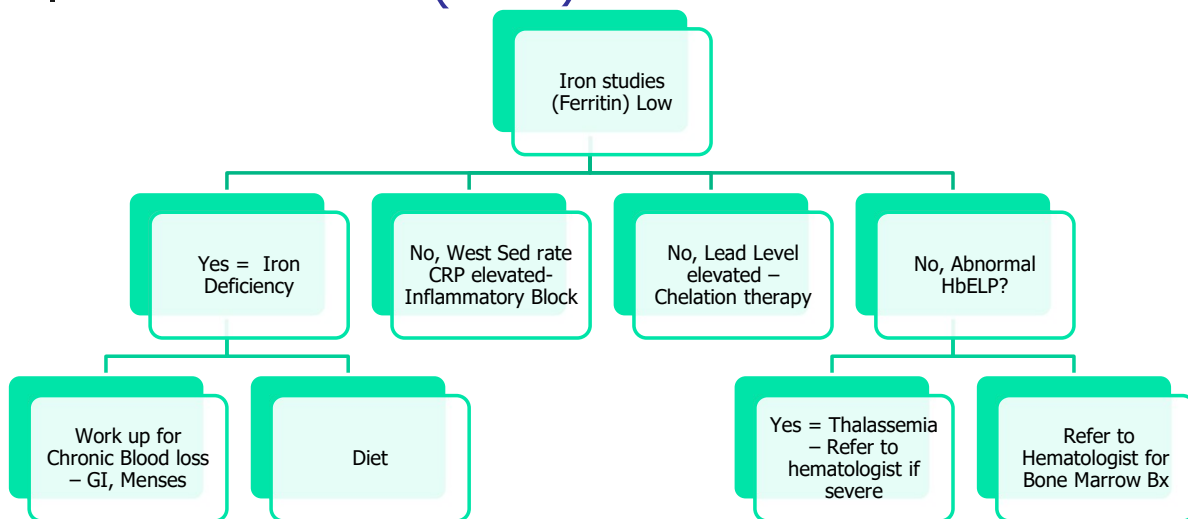 Iron studies
(Ferritin) Low
Yes = Iron
Deficiency
No, West Sed rate
CRP elevated-
Inflammatory Block
No, Lead Level
elevated –
Chelation therapy
No, Abnormal
HbELP?
Work up for
Chronic Blood loss
– GI, Menses
Diet
Yes = Thalassemia
– Refer to
hematologist if
severe
Refer to
Hematologist for
Bone Marrow Bx